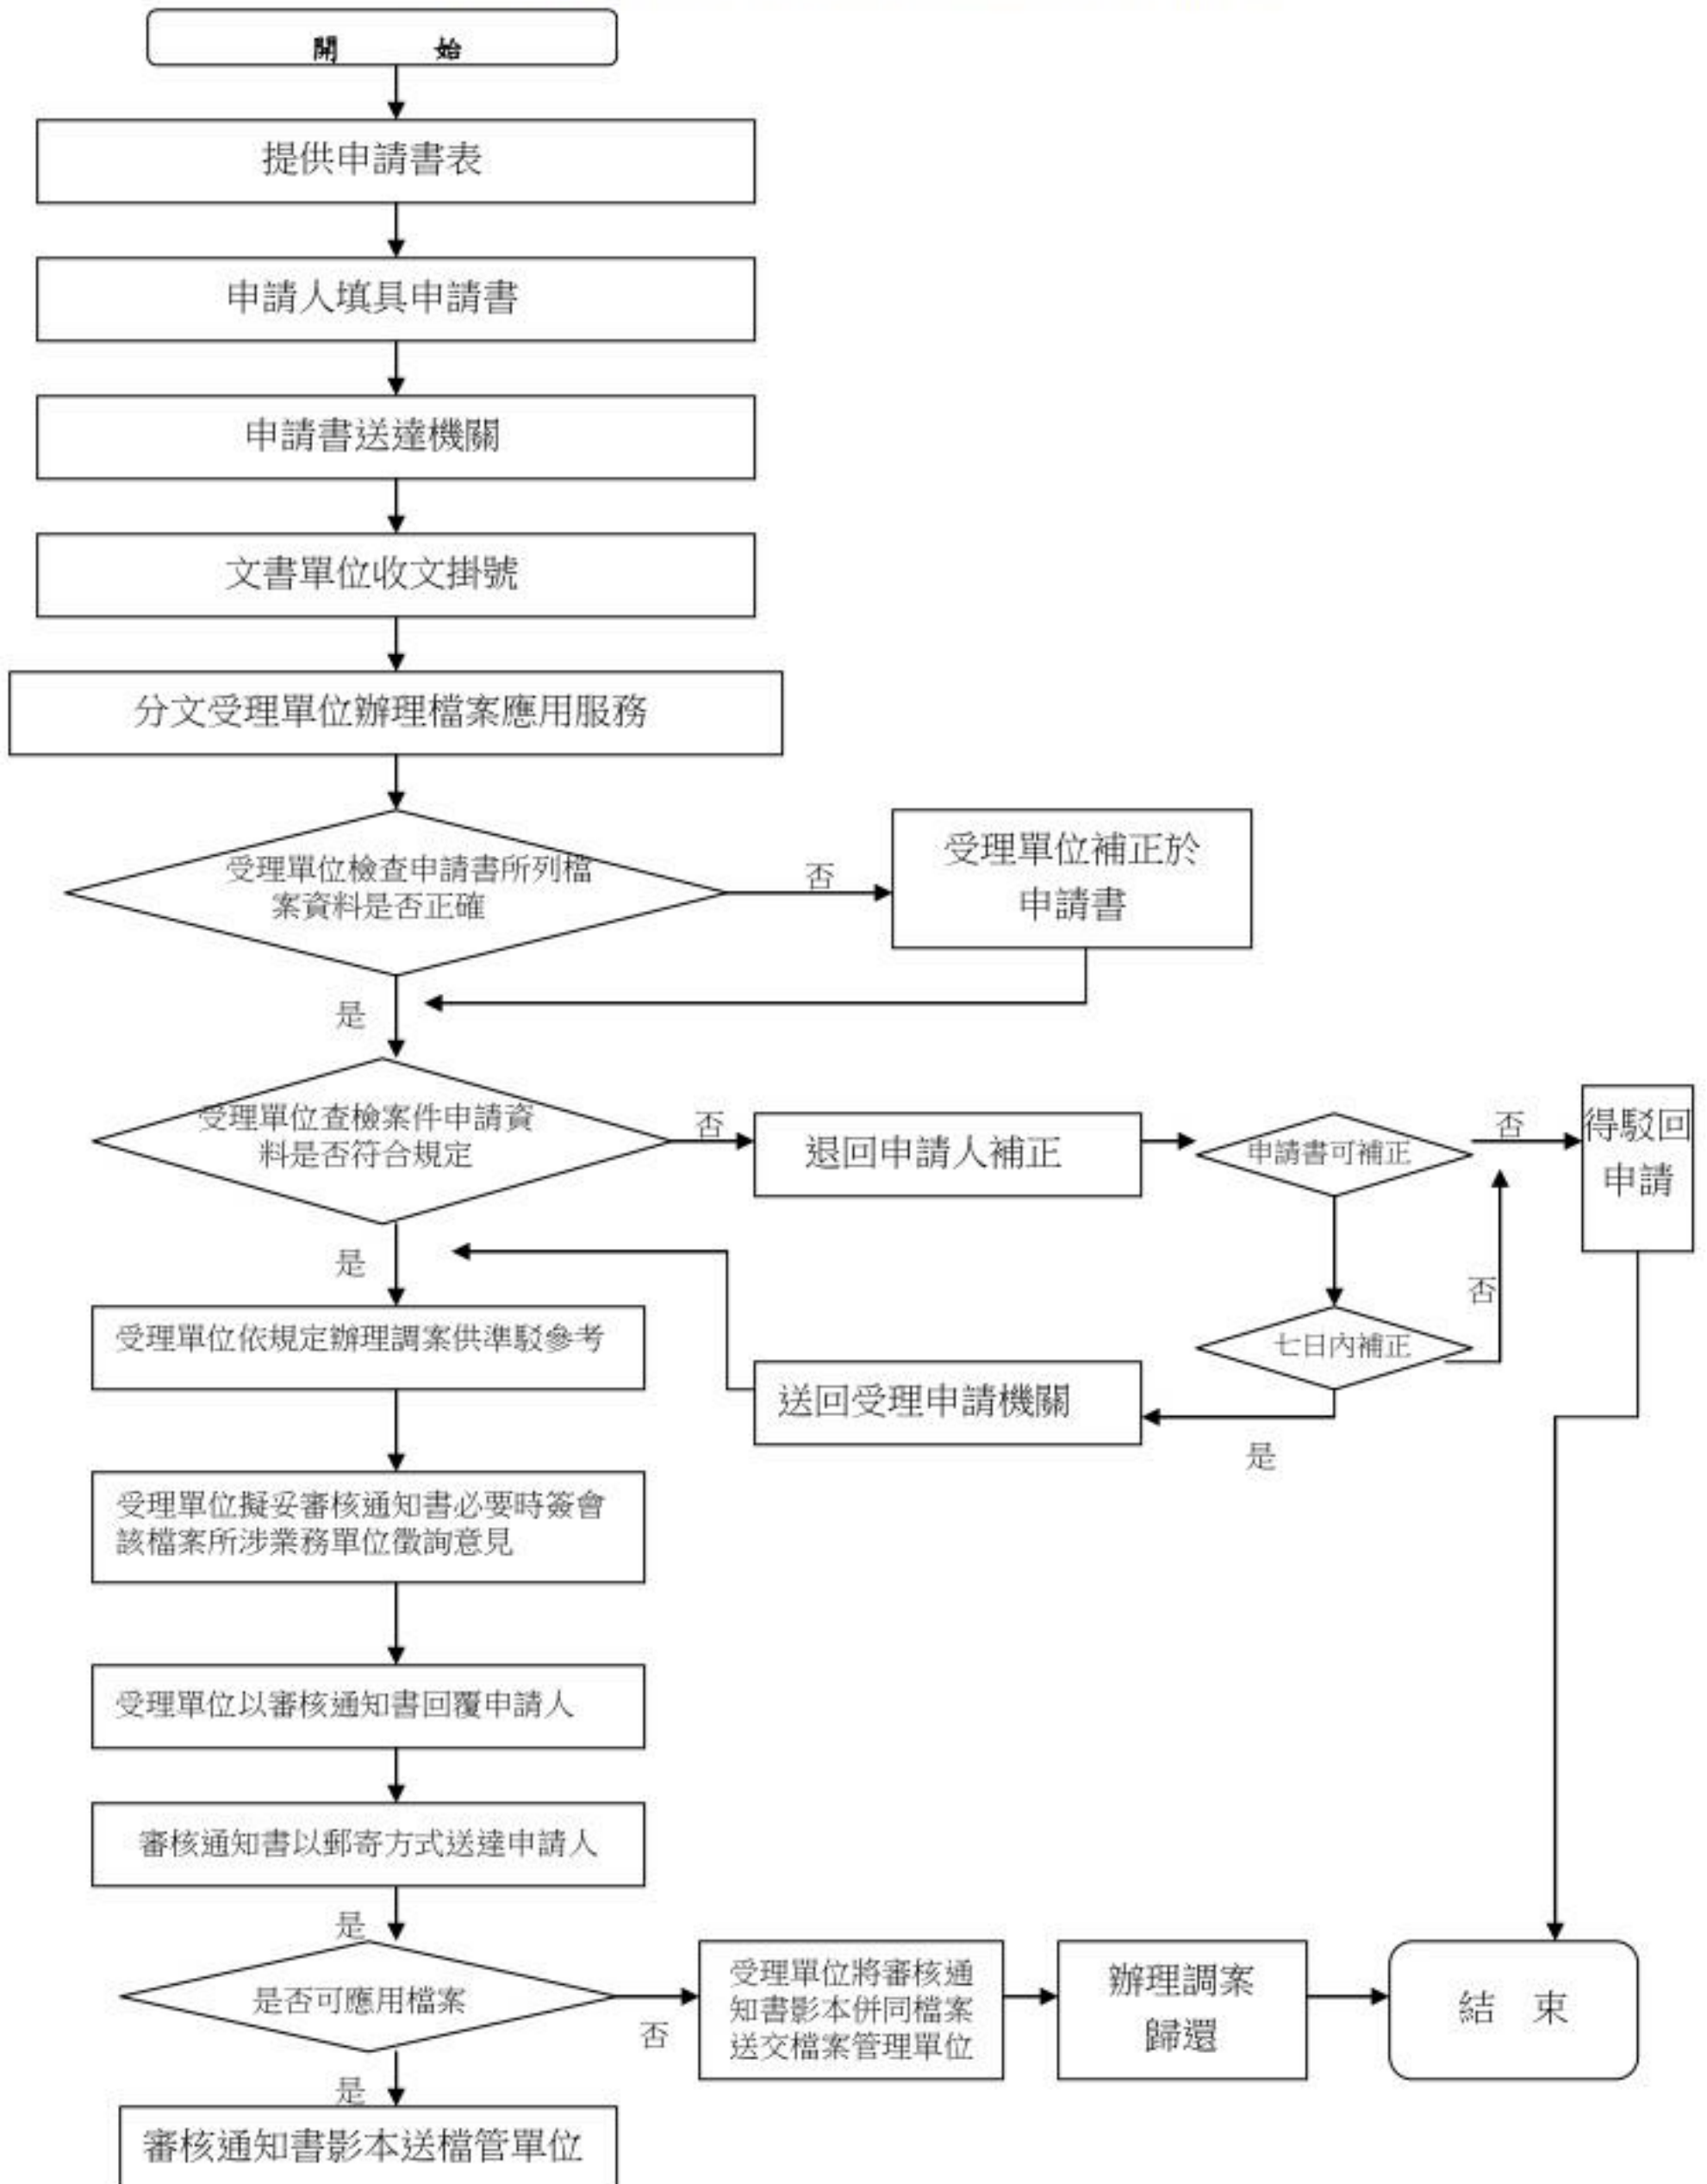 開 始
提供申請書表
申請人填具申請書
申請書送達機關
文書單位收文掛號
分文受理單位辦理檔案應用服務
受理單位檢查申請書所列檔
案資料是否正確
否
受理單位補正於
申請書
是
受理單位查檢案件申請資
料是否符合規定
否
退回申請人補正
申請書可補正
否
得駁回
申請
是
受理單位依規定辦理調案供準駁參考
七日內補正
否
送回受理申請機關
是
受理單位擬妥審核通知書必要時簽會
該檔案所涉業務單位徵詢意見
受理單位以審核通知書回覆申請人
審核通知書以郵寄方式送達申請人
是
是否可應用檔案
否
受理單位將審核通
知書影本併同檔案
送交檔案管理單位
辦理調案
歸還
結 束
是
審核通知書影本送檔管單位